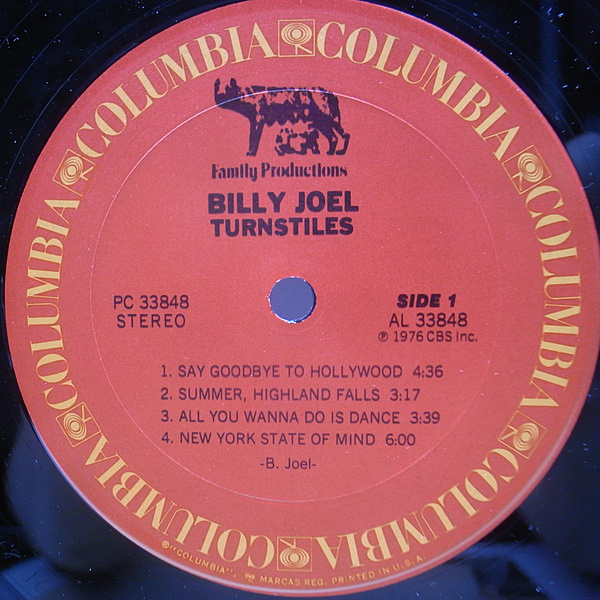 COLUMBIA COLUMBIA COLUMBIA COLUMBIA COLUMBIA COLUMBIA COLUMBIA
Family Productions
BILLY JOEL
TURNSTILES
PC 33848
STEREO
SIDE 1
AL 33848
℗ 1976 CBS Inc.
1. SAY GOODBYE TO HOLLYWOOD 4:36
2. SUMMER, HIGHLAND FALLS 3:17
3. ALL YOU WANNA DO IS DANCE 3:39
4. NEW YORK STATE OF MIND 6:00
-B. Joel-
®"COLUMBIA", MARCAS REG. PRINTED IN U.S.A.